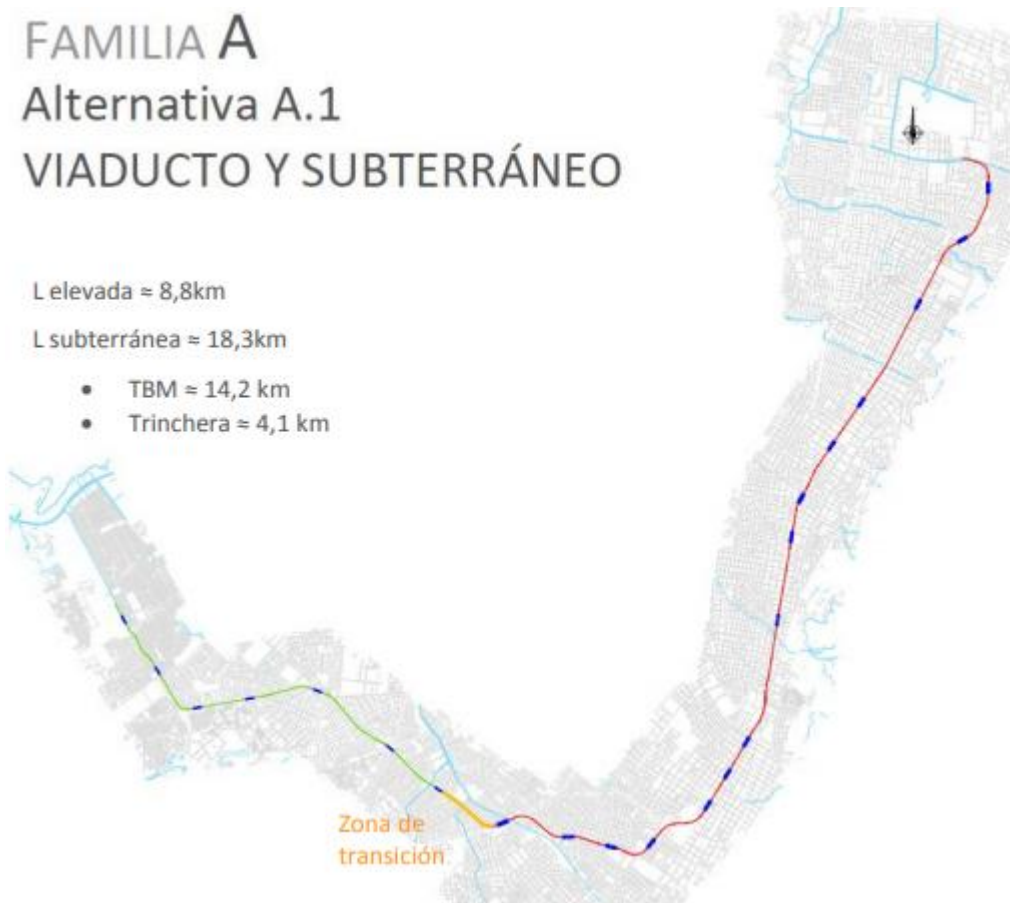 FAMILIA A
Alternativa A.1
VIADUCTO Y SUBTERRÁNEO
L elevada ≈ 8,8km
L subterránea ≈ 18,3km
• TBM ≈ 14,2 km
• Trinchera ≈ 4,1 km
Zona de
transición